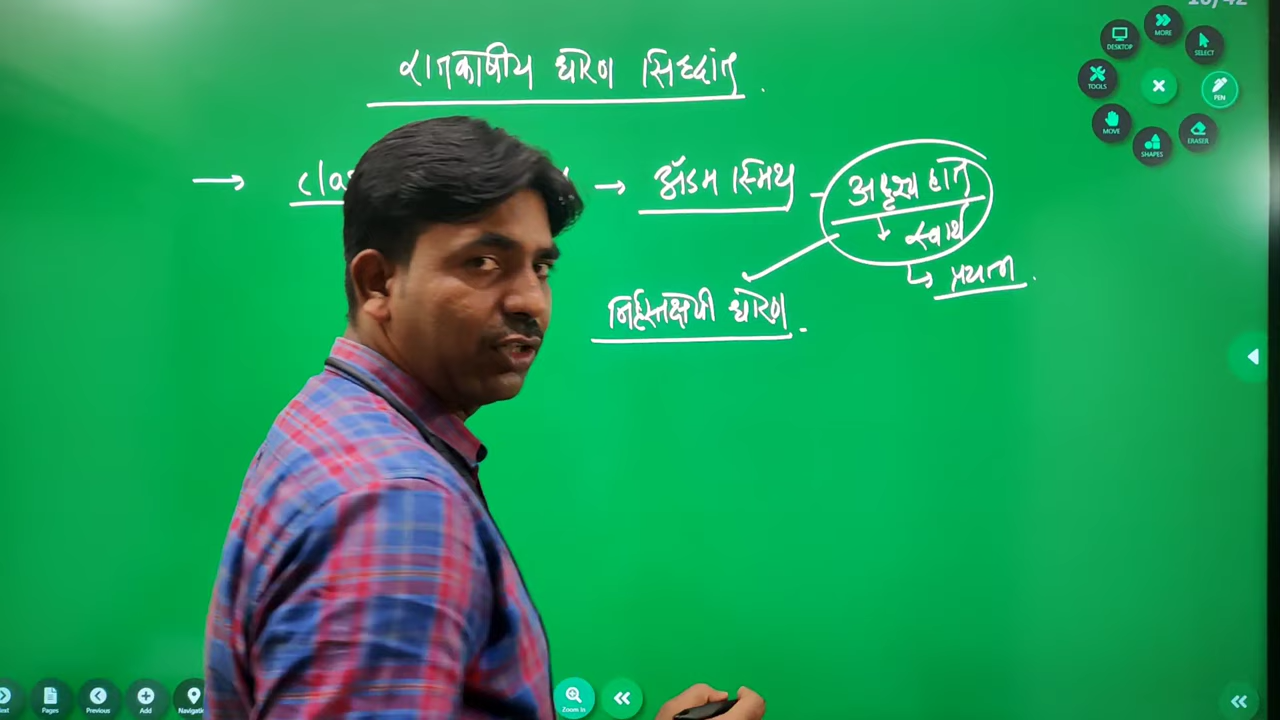 राजकोषीय धोरण सिध्दांत.
→ cla → ॲडम स्मिथ - अदृश्य हात
↓ स्वार्थ
↳ प्रयत्न.
निर्हस्तक्षेपी धोरण.
MORE
DESKTOP
SELECT
TOOLS
PEN
MOVE
ERASER
SHAPES
Pages
Previous
Add
Zoom In